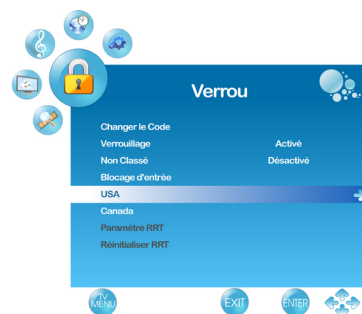 Verrou
Changer le Code
Verrouillage Activé
Non Classé Désactivé
Blocage d'entrée
USA
Canada
Paramètre RRT
Réinitialiser RRT
TV
MENU EXIT ENTER